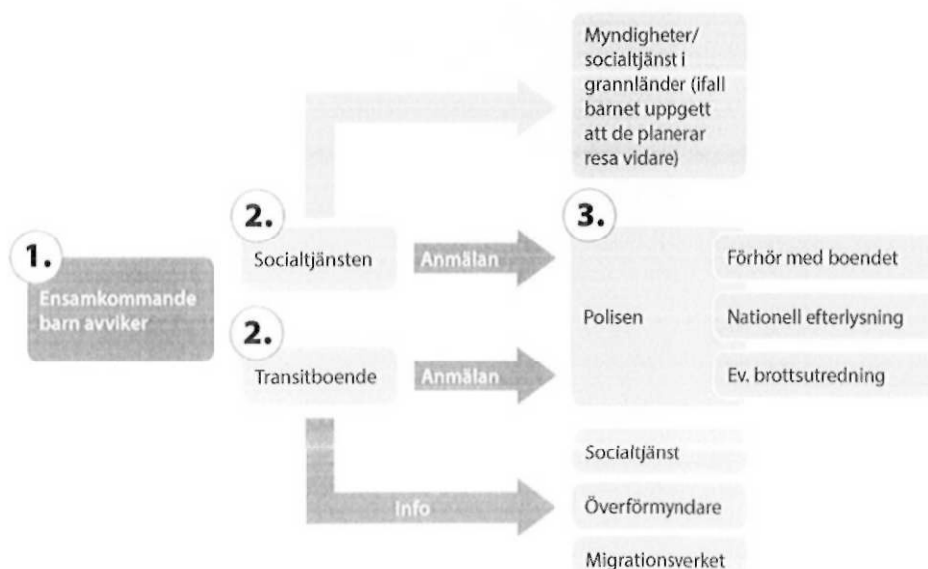 Myndigheter/
socialtjänst i
grannländer (ifall
barnet uppgett
att de planerar
resa vidare)
1.
Ensamkommande
barn avviker
2.
Socialtjänsten
Anmälan
2.
Transitboende
Anmälan
Info
3.
Polisen
Förhör med boendet
Nationell efterlysning
Ev. brottsutredning
Socialtjänst
Överförmyndare
Migrationsverket